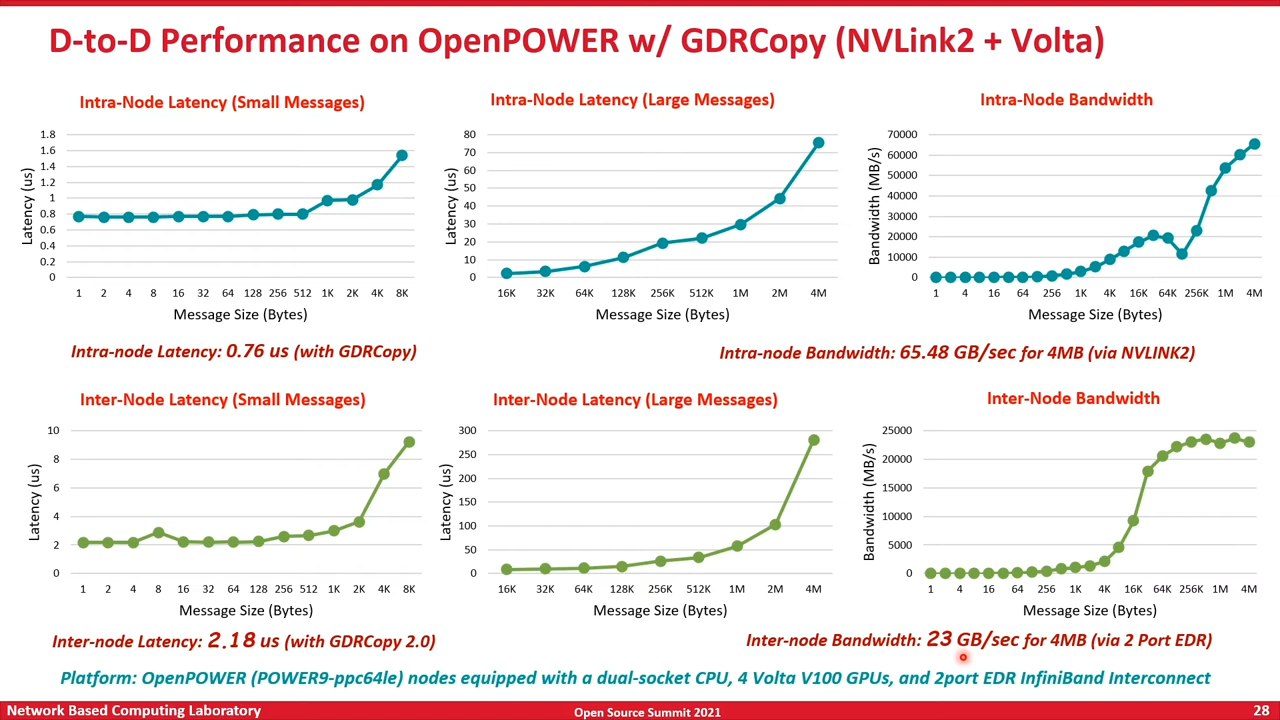 D-to-D Performance on OpenPOWER w/ GDRCopy (NVLink2 + Volta)
Intra-Node Latency (Small Messages)
Latency (us)
1.8
1.6
1.4
1.2
1
0.8
0.6
0.4
0.2
0
1 2 4 8 16 32 64 128 256 512 1K 2K 4K 8K
Message Size (Bytes)
Intra-Node Latency (Large Messages)
Latency (us)
80
70
60
50
40
30
20
10
0
16K 32K 64K 128K 256K 512K 1M 2M 4M
Message Size (Bytes)
Intra-Node Bandwidth
Bandwidth (MB/s)
70000
60000
50000
40000
30000
20000
10000
0
1 4 16 64 256 1K 4K 16K 64K 256K 1M 4M
Message Size (Bytes)
Intra-node Latency: 0.76 us (with GDRCopy)
Intra-node Bandwidth: 65.48 GB/sec for 4MB (via NVLINK2)
Inter-Node Latency (Small Messages)
Latency (us)
10
8
6
4
2
0
1 2 4 8 16 32 64 128 256 512 1K 2K 4K 8K
Message Size (Bytes)
Inter-Node Latency (Large Messages)
Latency (us)
300
250
200
150
100
50
0
16K 32K 64K 128K 256K 512K 1M 2M 4M
Message Size (Bytes)
Inter-Node Bandwidth
Bandwidth (MB/s)
25000
20000
15000
10000
5000
0
1 4 16 64 256 1K 4K 16K 64K 256K 1M 4M
Message Size (Bytes)
Inter-node Latency: 2.18 us (with GDRCopy 2.0)
Inter-node Bandwidth: 23 GB/sec for 4MB (via 2 Port EDR)
Platform: OpenPOWER (POWER9-ppc64le) nodes equipped with a dual-socket CPU, 4 Volta V100 GPUs, and 2port EDR InfiniBand Interconnect
Network Based Computing Laboratory
Open Source Summit 2021
28